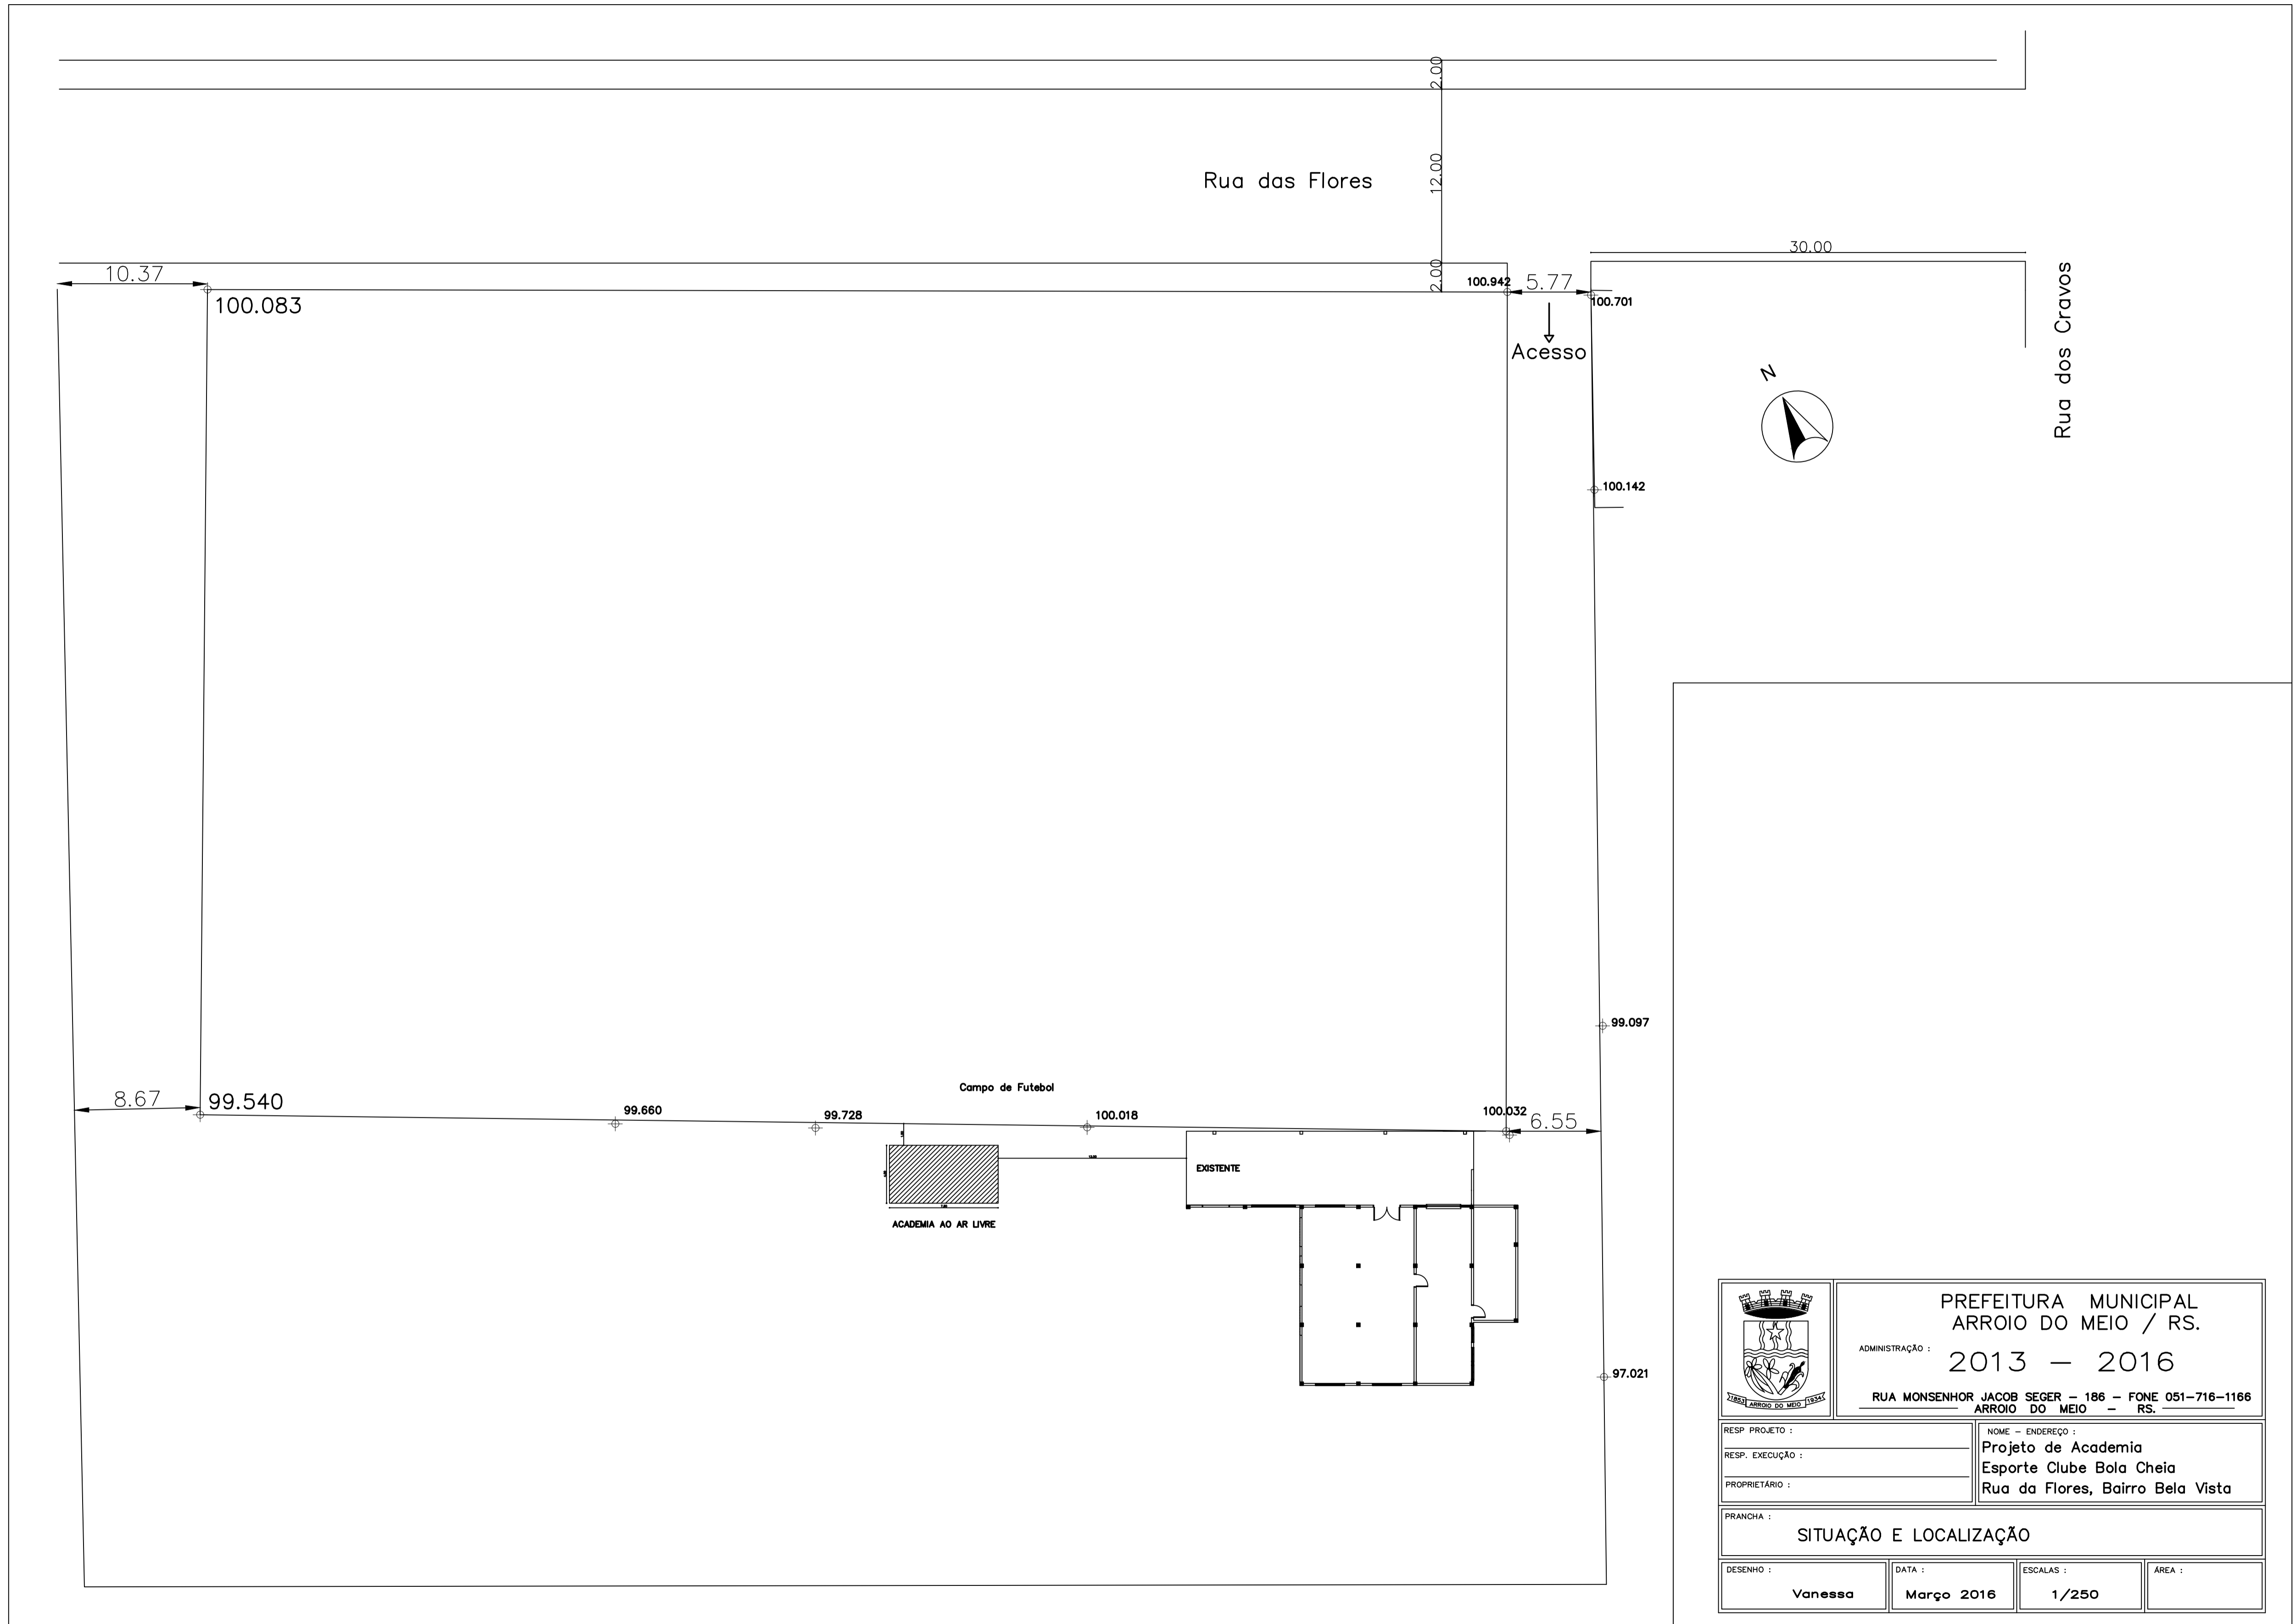 2.00
Rua das Flores
12.00
30.00
10.37
2.00
100.942
5.77
100.083
100.701
Acesso
Rua dos Cravos
N
100.142
99.097
Campo de Futebol
8.67
99.540
99.660
99.728
100.018
100.032
6.55
EXISTENTE
ACADEMIA AO AR LIVRE
97.021
1853 ARROIO DO MEIO 1934
PREFEITURA MUNICIPAL
ARROIO DO MEIO / RS.
ADMINISTRAÇÃO :
2013 – 2016
RUA MONSENHOR JACOB SEGER – 186 – FONE 051–716–1166
ARROIO DO MEIO – RS.
RESP PROJETO :
RESP. EXECUÇÃO :
PROPRIETÁRIO :
NOME – ENDEREÇO :
Projeto de Academia
Esporte Clube Bola Cheia
Rua da Flores, Bairro Bela Vista
PRANCHA :
SITUAÇÃO E LOCALIZAÇÃO
DESENHO :
Vanessa
DATA :
Março 2016
ESCALAS :
1/250
ÁREA :